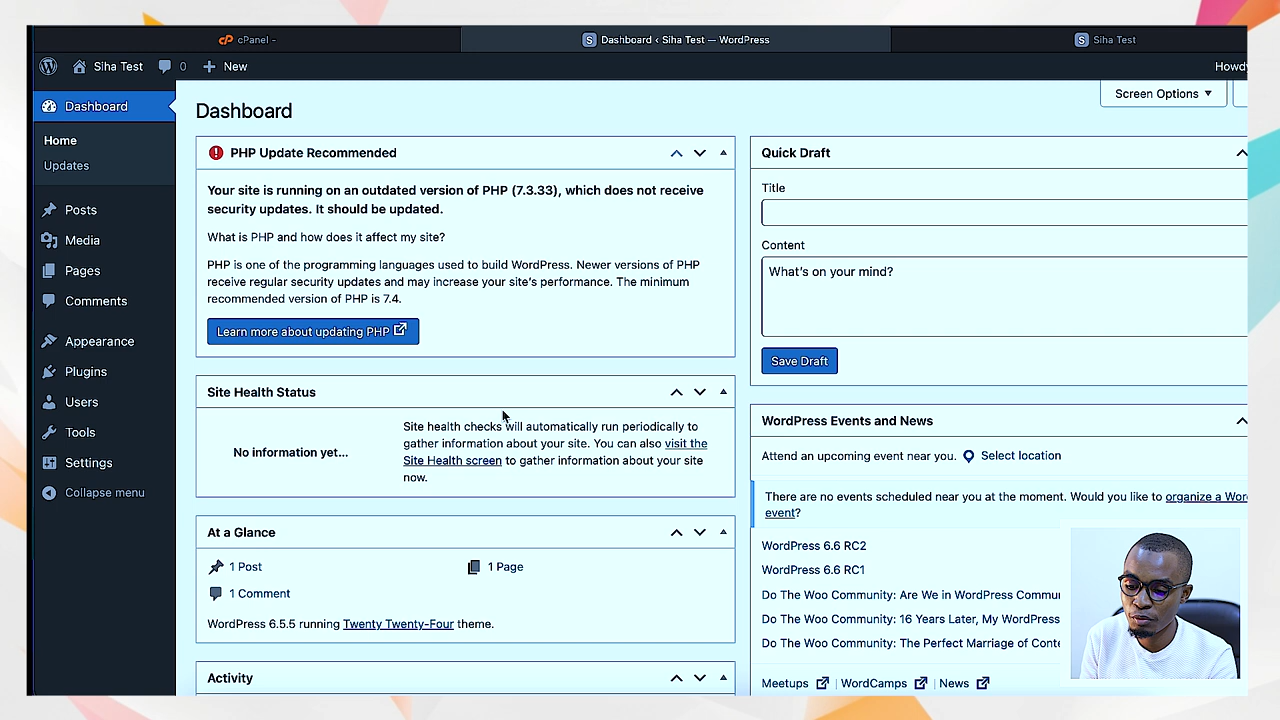 cPanel -
Dashboard < Siha Test — WordPress
Siha Test
Siha Test
0
New
Howdy
Dashboard
Home
Updates
Posts
Media
Pages
Comments
Appearance
Plugins
Users
Tools
Settings
Collapse menu
Screen Options
Dashboard
PHP Update Recommended
Your site is running on an outdated version of PHP (7.3.33), which does not receive
security updates. It should be updated.
What is PHP and how does it affect my site?
PHP is one of the programming languages used to build WordPress. Newer versions of PHP
receive regular security updates and may increase your site's performance. The minimum
recommended version of PHP is 7.4.
Learn more about updating PHP
Site Health Status
No information yet...
Site health checks will automatically run periodically to
gather information about your site. You can also visit the
Site Health screen to gather information about your site
now.
At a Glance
1 Post
1 Page
1 Comment
WordPress 6.5.5 running Twenty Twenty-Four theme.
Activity
Quick Draft
Title
Content
What's on your mind?
Save Draft
WordPress Events and News
Attend an upcoming event near you.
Select location
There are no events scheduled near you at the moment. Would you like to organize a Wor
event?
WordPress 6.6 RC2
WordPress 6.6 RC1
Do The Woo Community: Are We in WordPress Commu
Do The Woo Community: 16 Years Later, My WordPress
Do The Woo Community: The Perfect Marriage of Conte
Meetups
WordCamps
News